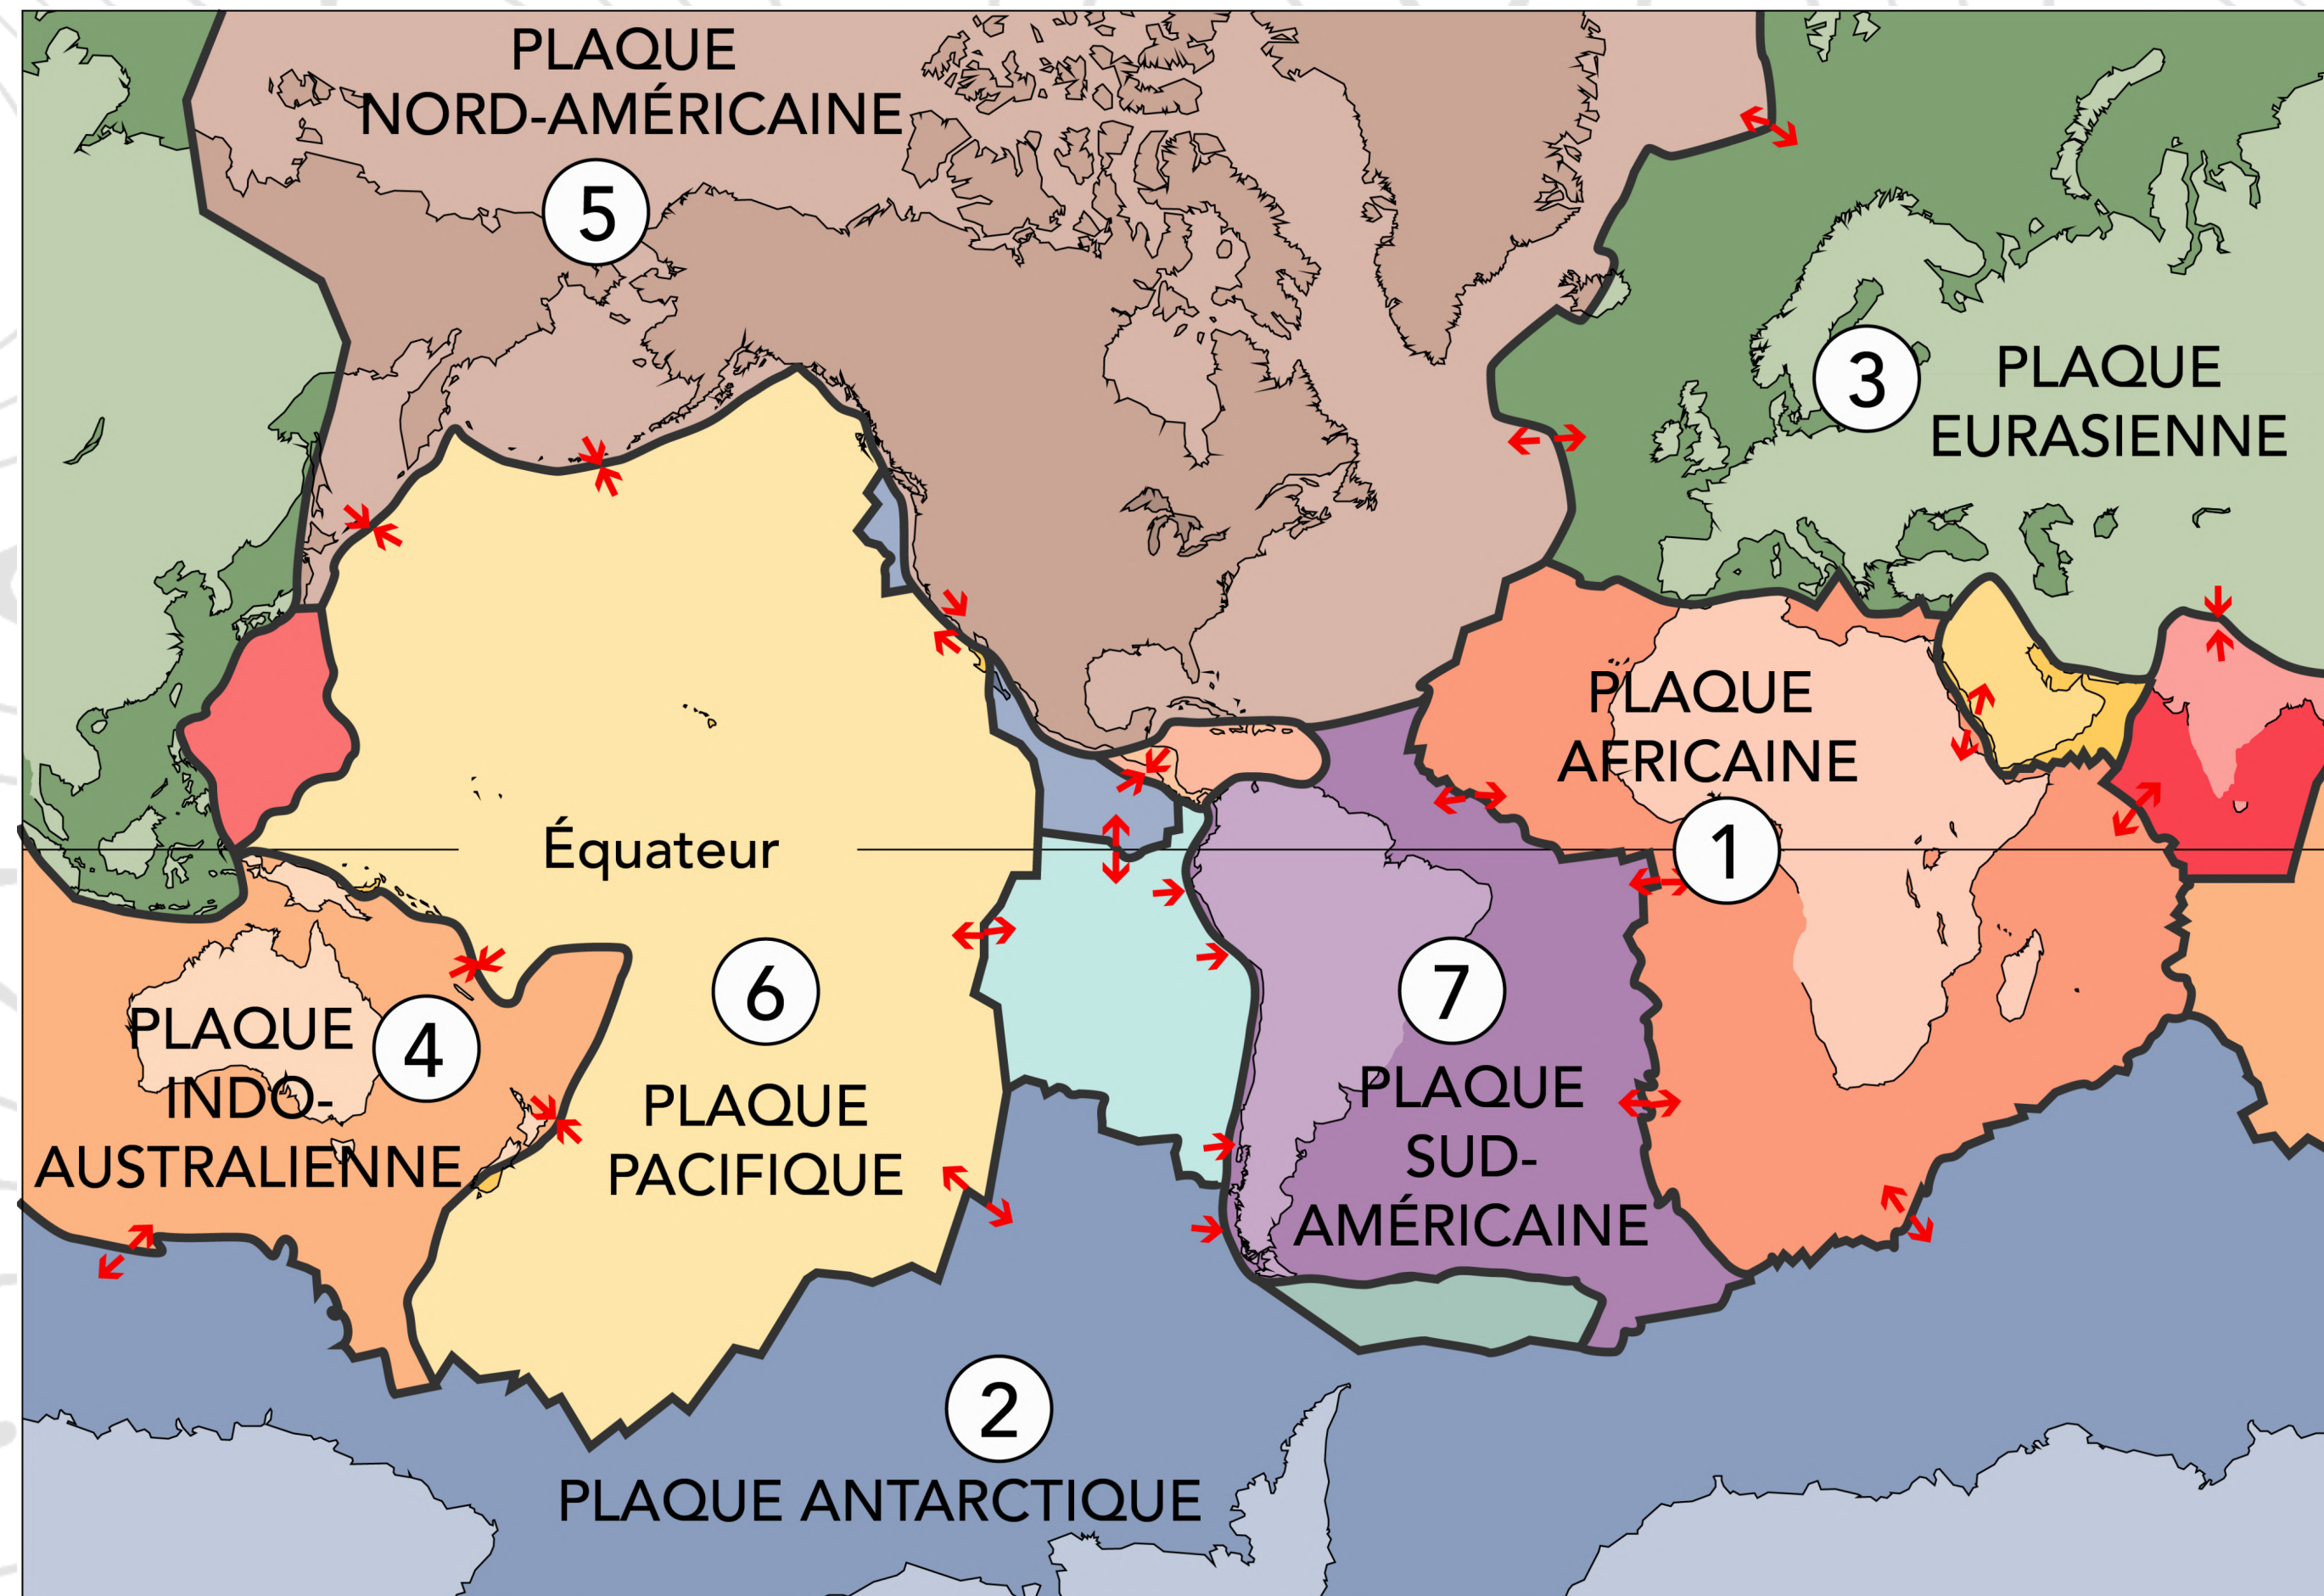 PLAQUE
NORD-AMÉRICAINE
5
3
PLAQUE
EURASIENNE
PLAQUE
AFRICAINE
1
Équateur
6
PLAQUE
PACIFIQUE
7
PLAQUE
SUD-
AMÉRICAINE
4
PLAQUE
INDO-
AUSTRALIENNE
2
PLAQUE ANTARCTIQUE